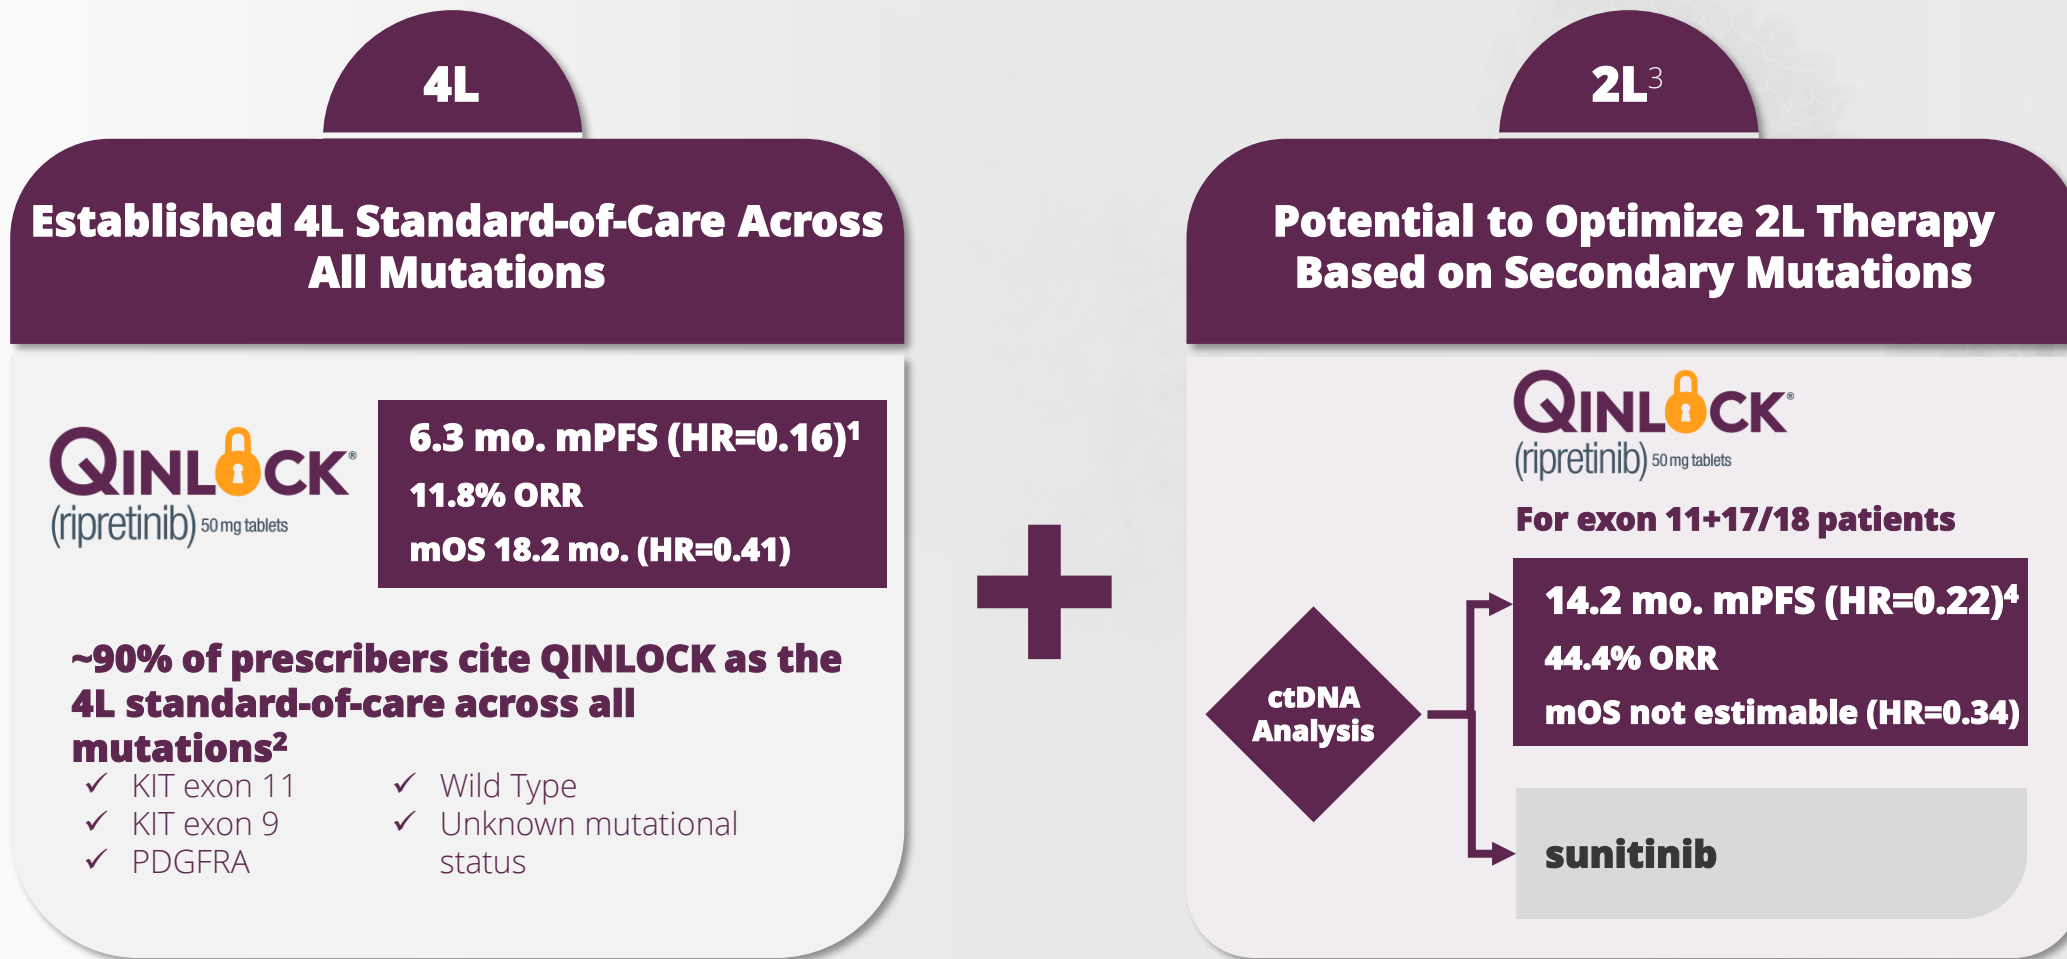 4L
Established 4L Standard-of-Care Across
All Mutations
QINLOCK®
(ripretinib) 50 mg tablets
6.3 mo. mPFS (HR=0.16)¹
11.8% ORR
mOS 18.2 mo. (HR=0.41)
~90% of prescribers cite QINLOCK as the
4L standard-of-care across all
mutations²
✓ KIT exon 11
✓ KIT exon 9
✓ PDGFRA
✓ Wild Type
✓ Unknown mutational
status
+
2L³
Potential to Optimize 2L Therapy
Based on Secondary Mutations
QINLOCK®
(ripretinib) 50 mg tablets
For exon 11+17/18 patients
ctDNA
Analysis
14.2 mo. mPFS (HR=0.22)⁴
44.4% ORR
mOS not estimable (HR=0.34)
sunitinib